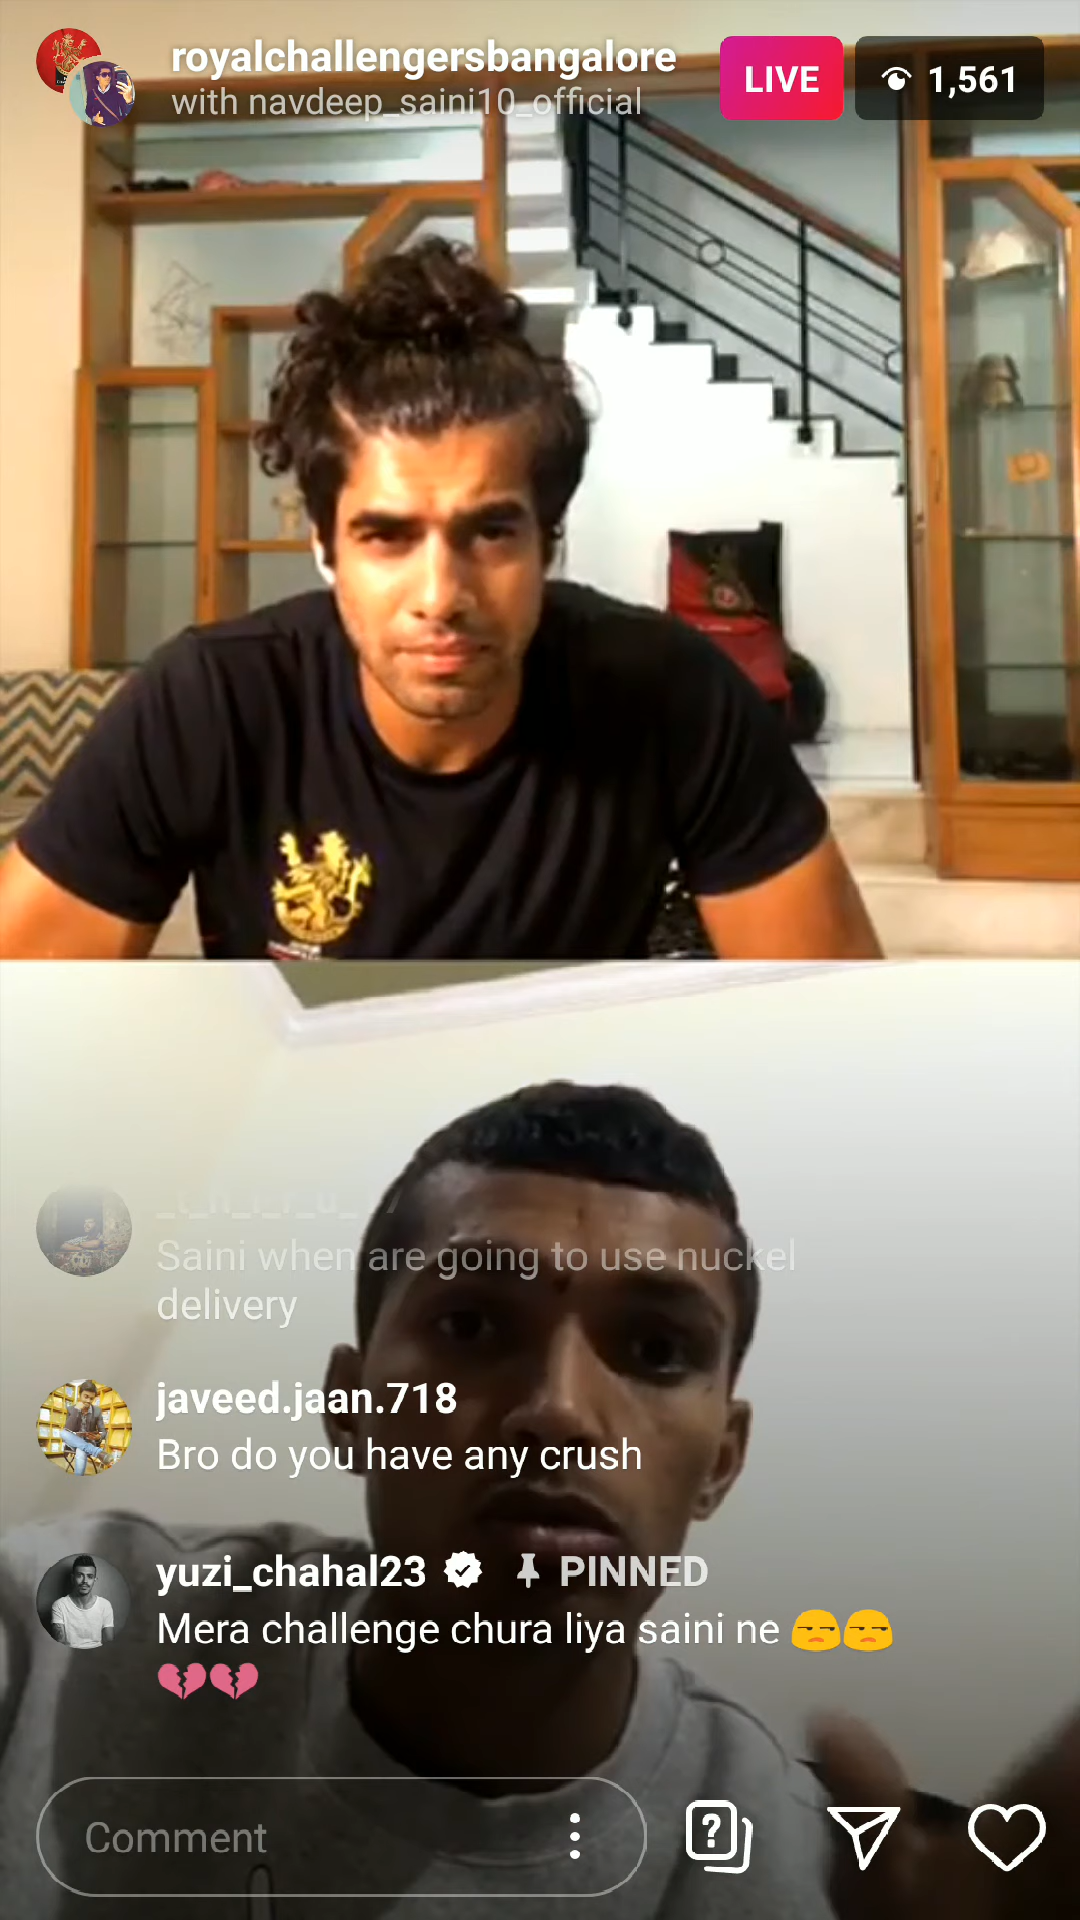 royalchallengersbangalore
with navdeep_saini10_official
LIVE
1,561
Saini when are going to use nuckel
delivery
javeed.jaan.718
Bro do you have any crush
yuzi_chahal23 PINNED
Mera challenge chura liya saini ne 😒😒
💔💔
Comment